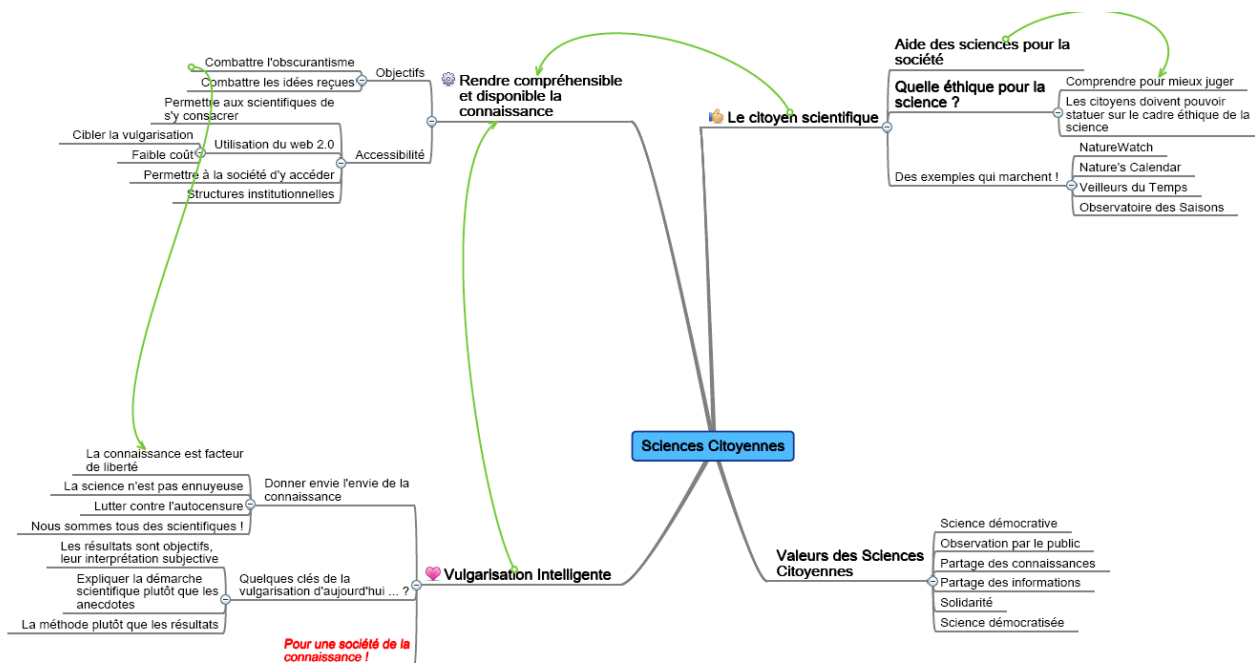 Sciences Citoyennes
Rendre compréhensible
et disponible la
connaissance
Objectifs
Combattre l'obscurantisme
Combattre les idées reçues
Accessibilité
Permettre aux scientifiques de
s'y consacrer
Utilisation du web 2.0
Cibler la vulgarisation
Faible coût
Permettre à la société d'y accéder
Structures institutionnelles
Le citoyen scientifique
Aide des sciences pour la
société
Quelle éthique pour la
science ?
Comprendre pour mieux juger
Les citoyens doivent pouvoir
statuer sur le cadre éthique de la
science
Des exemples qui marchent !
NatureWatch
Nature's Calendar
Veilleurs du Temps
Observatoire des Saisons
Vulgarisation Intelligente
Donner envie l'envie de la
connaissance
La connaissance est facteur
de liberté
La science n'est pas ennuyeuse
Lutter contre l'autocensure
Nous sommes tous des scientifiques !
Quelques clés de la
vulgarisation d'aujourd'hui ... ?
Les résultats sont objectifs,
leur interprétation subjective
Expliquer la démarche
scientifique plutôt que les
anecdotes
La méthode plutôt que les résultats
Pour une société de la
connaissance !
Valeurs des Sciences
Citoyennes
Science démocrative
Observation par le public
Partage des connaissances
Partage des informations
Solidarité
Science démocratisée